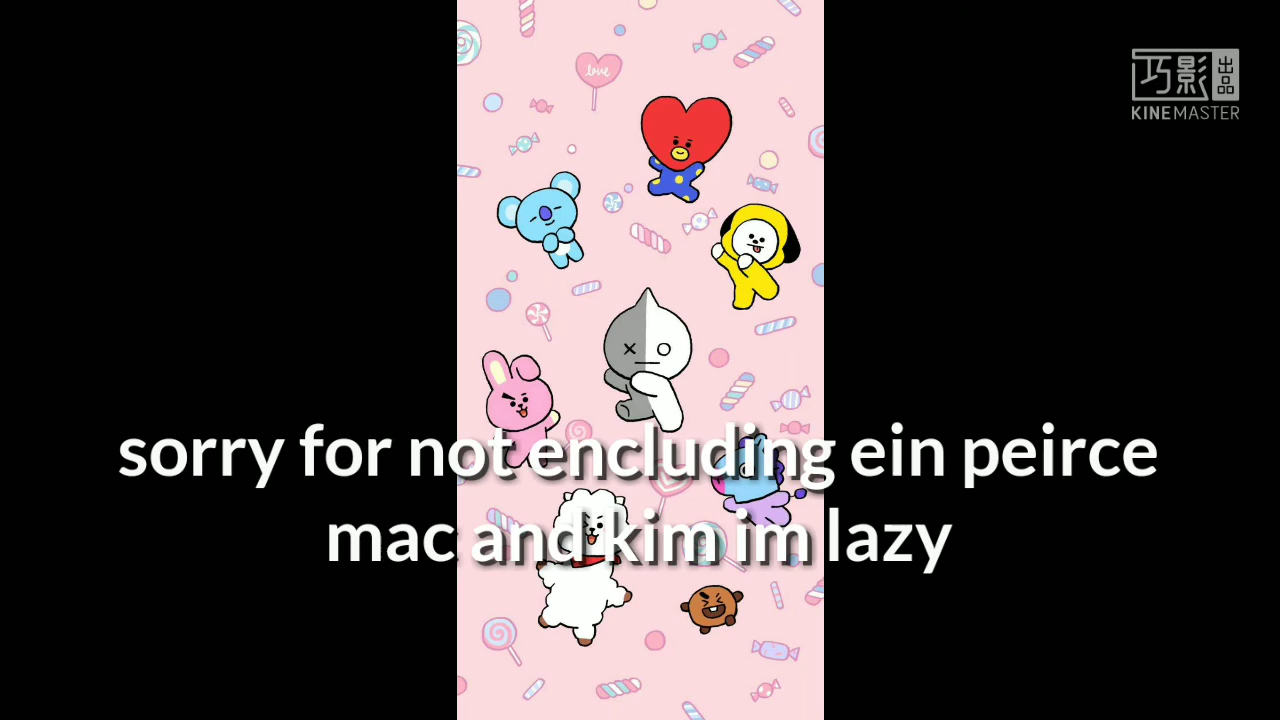 love
巧影
出品
KINEMASTER
sorry for not encluding ein peirce
mac and kim im lazy